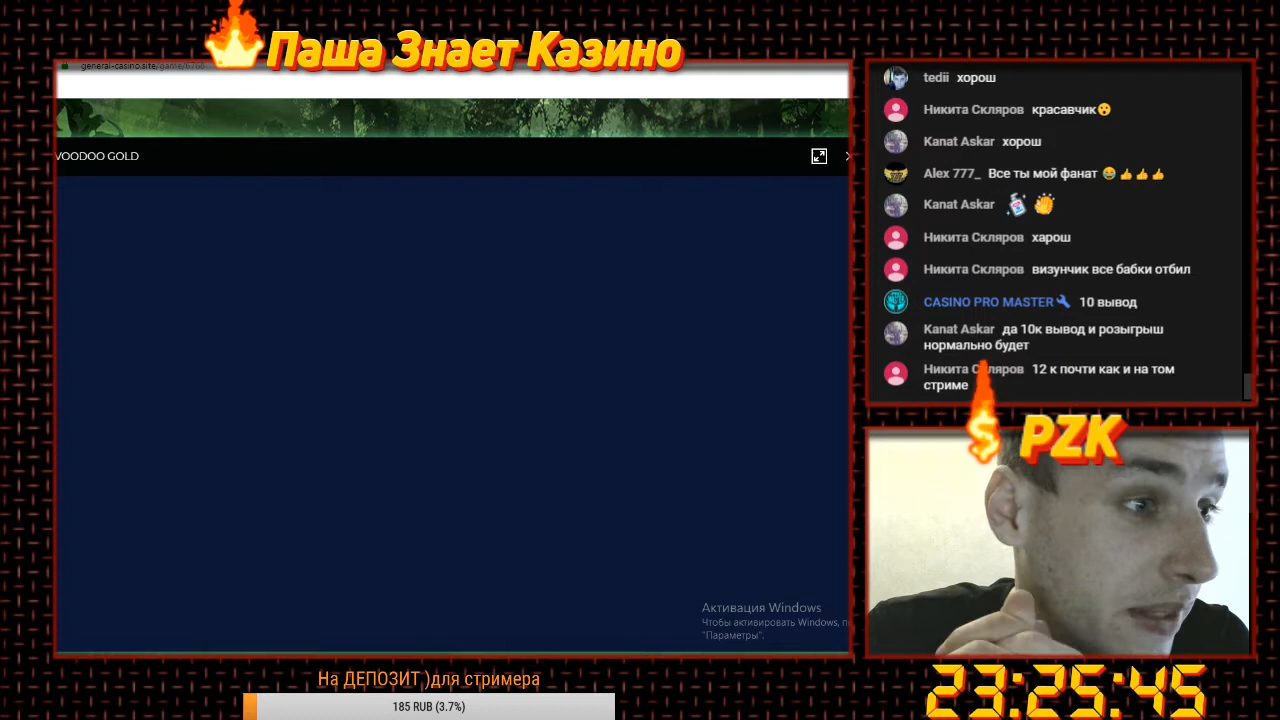 Паша Знает Казино
general-casino.site/game/6768
VOODOO GOLD
Активация Windows
Чтобы активировать Windows, п
"Параметры".
На ДЕПОЗИТ )для стримера
185 RUB (3.7%)
tedii хорош
Никита Скляров красавчик😮
Kanat Askar хорош
Alex 777_ Все ты мой фанат 😂👍👍👍
Kanat Askar 👏
Никита Скляров харош
Никита Скляров визунчик все бабки отбил
CASINO PRO MASTER 10 вывод
Kanat Askar да 10к вывод и розыгрыш
нормально будет
Никита Скляров 12 к почти как и на том
стриме
$ PZK
23:25:45